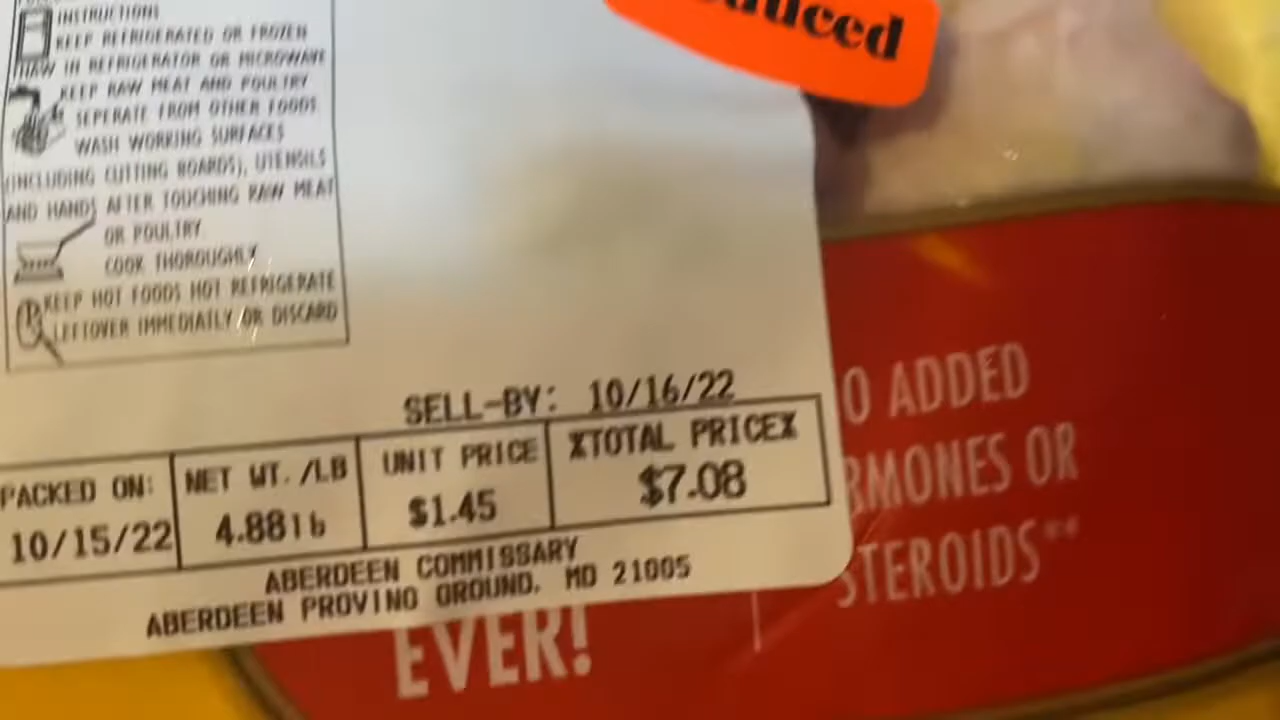 INSTRUCTIONS
KEEP REFRIGERATED OR FROZEN
THAW IN REFRIGERATOR OR MICROWAVE
KEEP RAW MEAT AND POULTRY
SEPERATE FROM OTHER FOODS
WASH WORKING SURFACES
(INCLUDING CUTTING BOARDS), UTENSILS
AND HANDS AFTER TOUCHING RAW MEAT
OR POULTRY
COOK THOROUGHLY
KEEP HOT FOODS HOT REFRIGERATE
LEFTOVER IMMEDIATLY OR DISCARD
duced
SELL-BY: 10/16/22
PACKED ON: NET WT./LB UNIT PRICE *TOTAL PRICE*
10/15/22 4.88lb $1.45 $7.08
ABERDEEN COMMISSARY
ABERDEEN PROVING GROUND, MD 21005
O ADDED
RMONES OR
STEROIDS**
EVER!